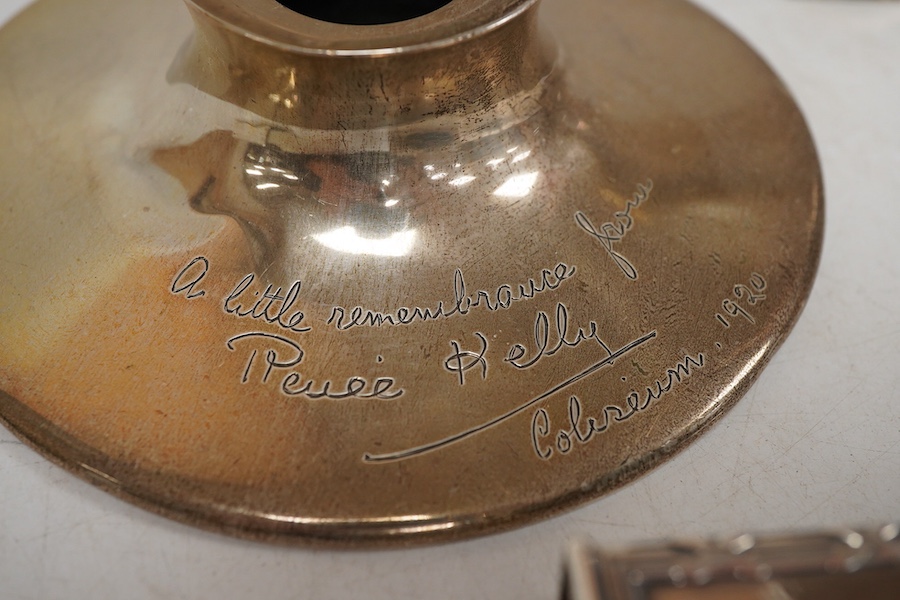 A little remembrance from
Renée Kelly
Coliseum. 1920